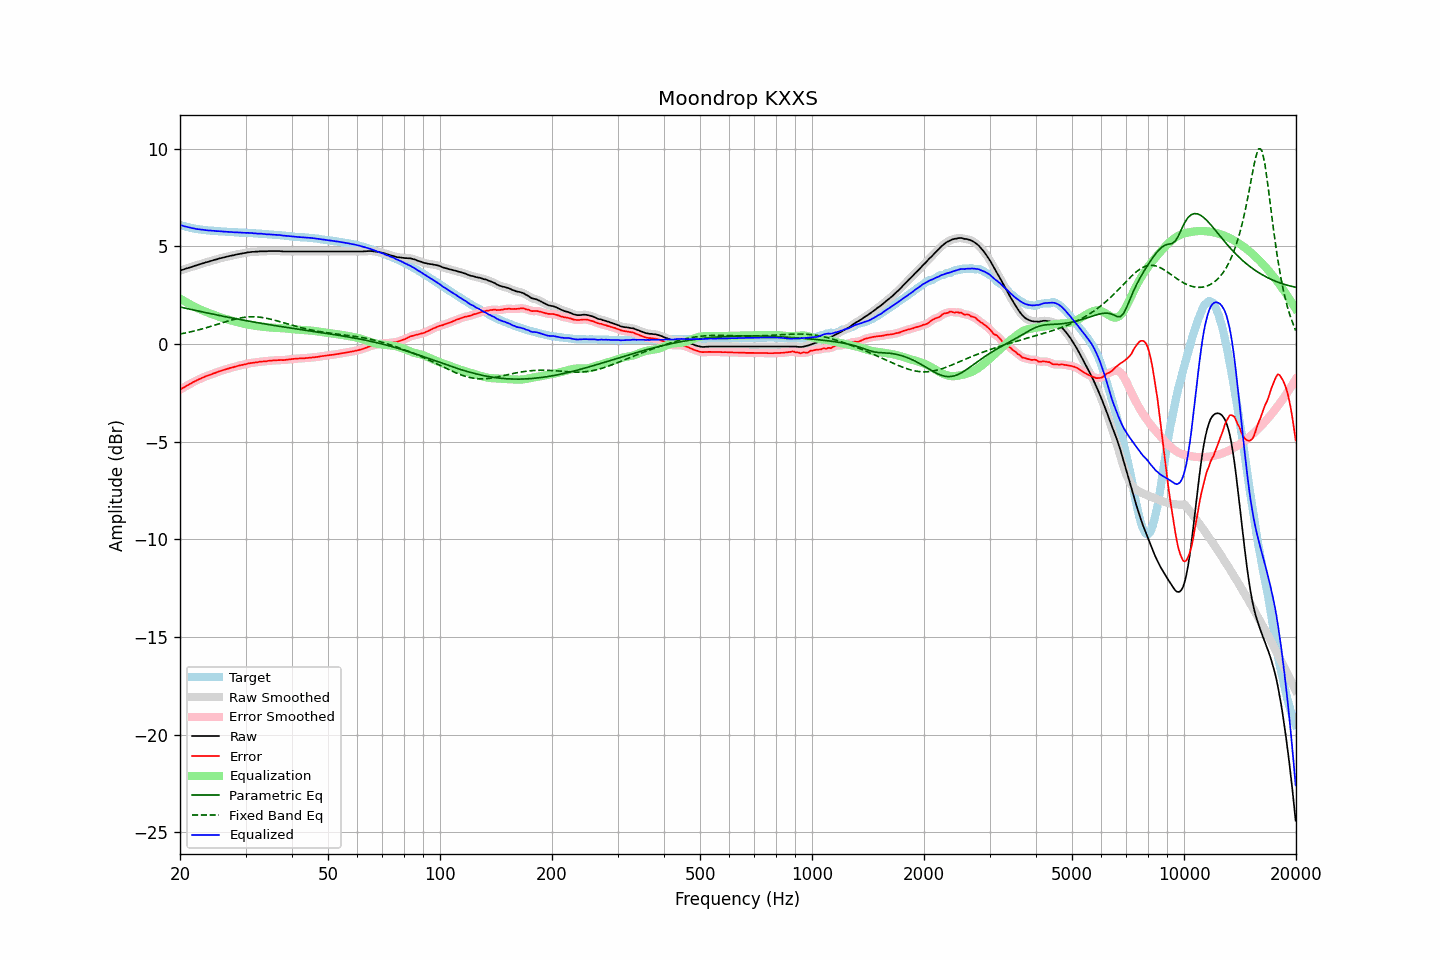 Moondrop KXXS
10
5
0
−5
−10
−15
−20
−25
Amplitude (dBr)
Target
Raw Smoothed
Error Smoothed
Raw
Error
Equalization
Parametric Eq
Fixed Band Eq
Equalized
20 50 100 200 500 1000 2000 5000 10000 20000
Frequency (Hz)